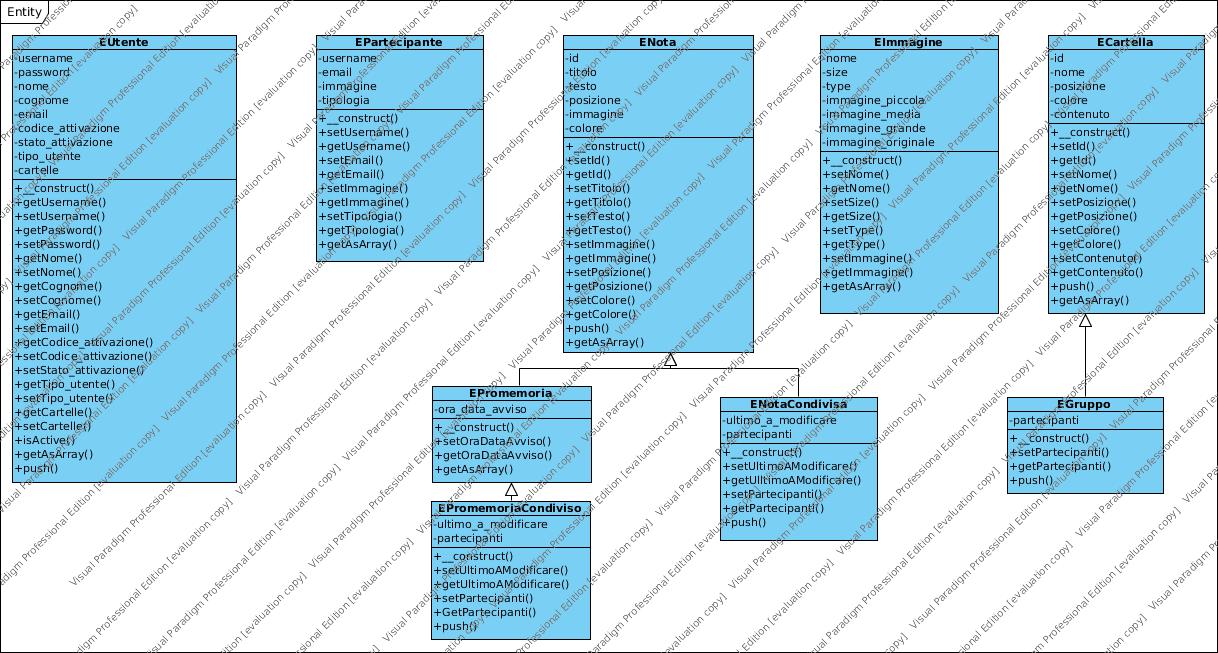 Entity
EUtente
-username
-password
-nome
-cognome
-email
-codice_attivazione
-stato_attivazione
-tipo_utente
-cartelle
+__construct()
+getUsername()
+setUsername()
+getPassword()
+setPassword()
+getNome()
+setNome()
+getCognome()
+setCognome()
+getEmail()
+setEmail()
+getCodice_attivazione()
+setCodice_attivazione()
+setStato_attivazione()
+getTipo_utente()
+setTipo_utente()
+getCartelle()
+setCartelle()
+isActive()
+getAsArray()
+push()
EPartecipante
-username
-email
-immagine
-tipologia
+__construct()
+setUsername()
+getUsername()
+setEmail()
+getEmail()
+setImmagine()
+getImmagine()
+setTipologia()
+getTipologia()
+getAsArray()
ENota
-id
-titolo
-testo
-posizione
-immagine
-colore
+__construct()
+setId()
+getId()
+setTitolo()
+getTitolo()
+setTesto()
+getTesto()
+setImmagine()
+getImmagine()
+setPosizione()
+getPosizione()
+setColore()
+getColore()
+push()
+getAsArray()
EImmagine
-nome
-size
-type
-immagine_piccola
-immagine_media
-immagine_grande
-immagine_originale
+__construct()
+setNome()
+getNome()
+setSize()
+getSize()
+setType()
+getType()
+setImmagine()
+getImmagine()
+getAsArray()
ECartella
-id
-nome
-posizione
-colore
-contenuto
+__construct()
+setId()
+getId()
+setNome()
+getNome()
+setPosizione()
+getPosizione()
+setColore()
+getColore()
+setContenuto()
+getContenuto()
+push()
+getAsArray()
EPromemoria
-ora_data_avviso
+__construct()
+setOraDataAvviso()
+getOraDataAvviso()
+getAsArray()
ENotaCondivisa
-ultimo_a_modificare
-partecipanti
+__construct()
+setUltimoAModificare()
+getUlltimoAModificare()
+setPartecipanti()
+getPartecipanti()
+push()
EGruppo
-partecipanti
+__construct()
+setPartecipanti()
+getPartecipanti()
+push()
EPromemoriaCondiviso
-ultimo_a_modificare
-partecipanti
+__construct()
+setUltimoAModificare()
+getUltimoAModificare()
+setPartecipanti()
+GetPartecipanti()
+push()
Visual Paradigm Professional Edition [evaluation copy]